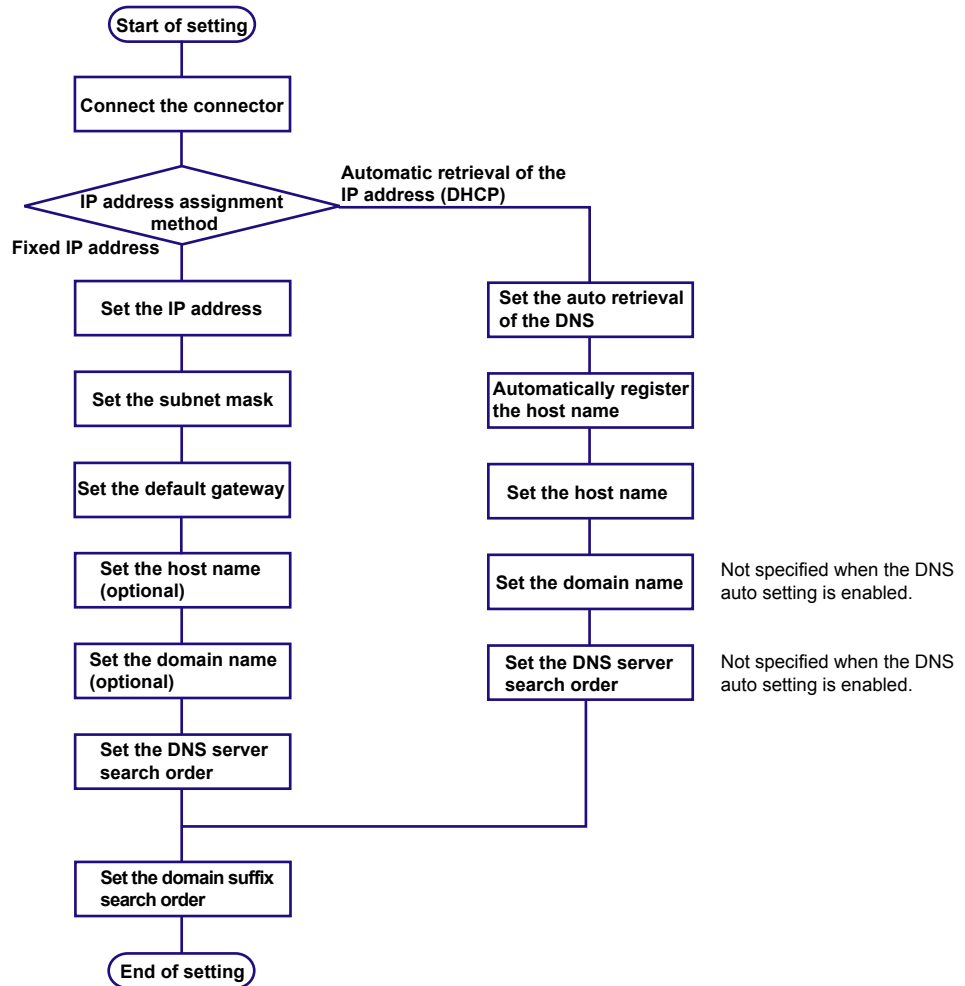 Start of setting
Connect the connector
IP address assignment
method
Automatic retrieval of the
IP address (DHCP)
Fixed IP address
Set the IP address
Set the subnet mask
Set the default gateway
Set the host name
(optional)
Set the domain name
(optional)
Set the DNS server
search order
Set the auto retrieval
of the DNS
Automatically register
the host name
Set the host name
Set the domain name
Not specified when the DNS
auto setting is enabled.
Set the DNS server
search order
Not specified when the DNS
auto setting is enabled.
Set the domain suffix
search order
End of setting